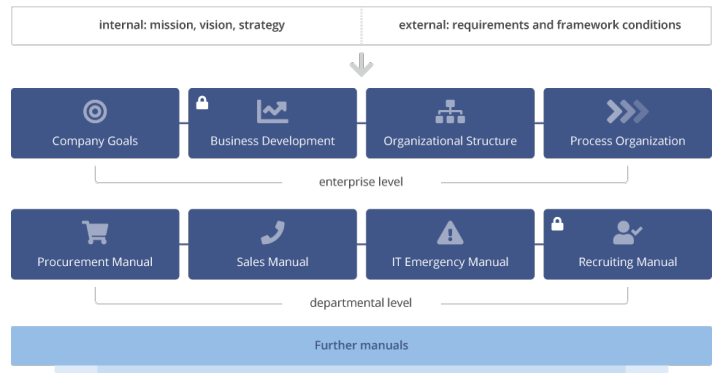 internal: mission, vision, strategy
external: requirements and framework conditions
Company Goals
Business Development
Organizational Structure
Process Organization
enterprise level
Procurement Manual
Sales Manual
IT Emergency Manual
Recruiting Manual
departmental level
Further manuals